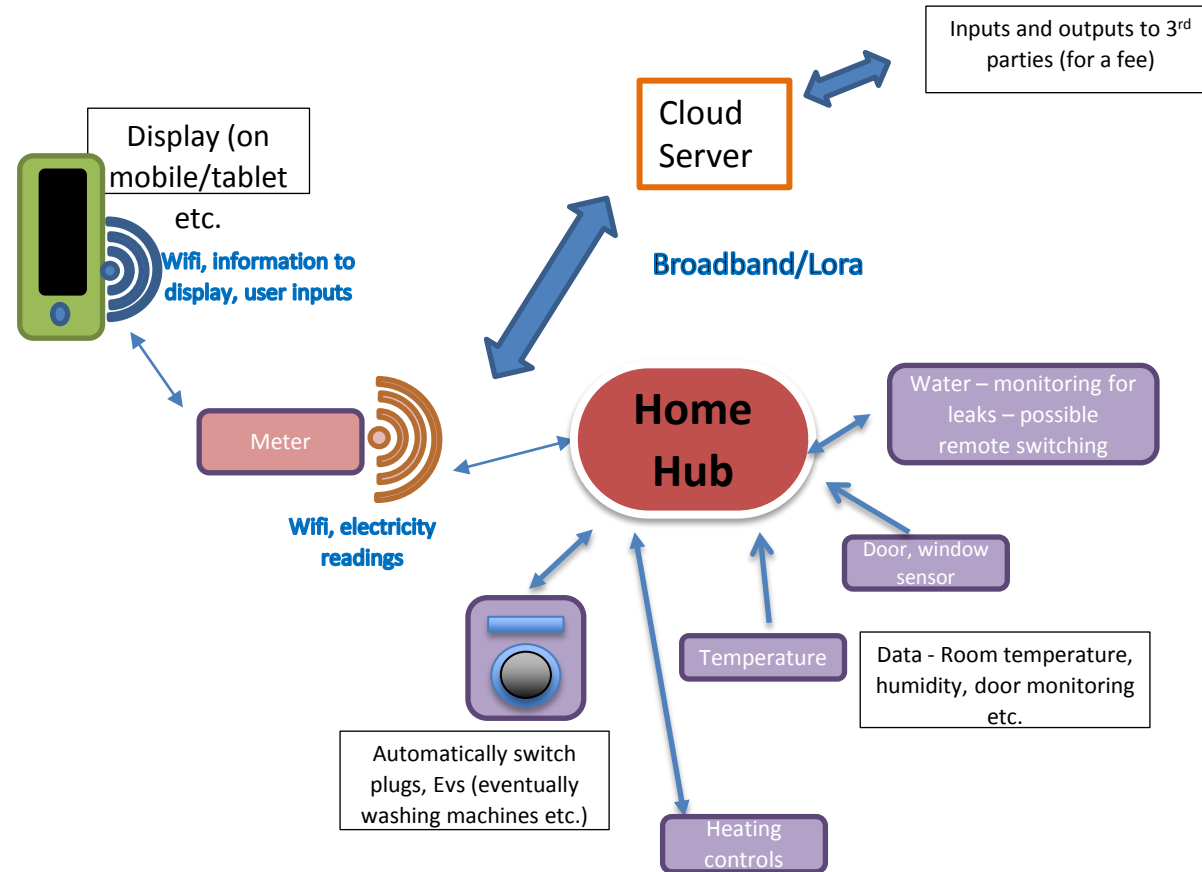 Inputs and outputs to 3rd
parties (for a fee)
Cloud
Server
Display (on
mobile/tablet
etc.
Wifi, information to
display, user inputs
Broadband/Lora
Meter
Home
Hub
Water – monitoring for
leaks – possible
remote switching
Wifi, electricity
readings
Door, window
sensor
Temperature
Data - Room temperature,
humidity, door monitoring
etc.
Automatically switch
plugs, Evs (eventually
washing machines etc.)
Heating
controls